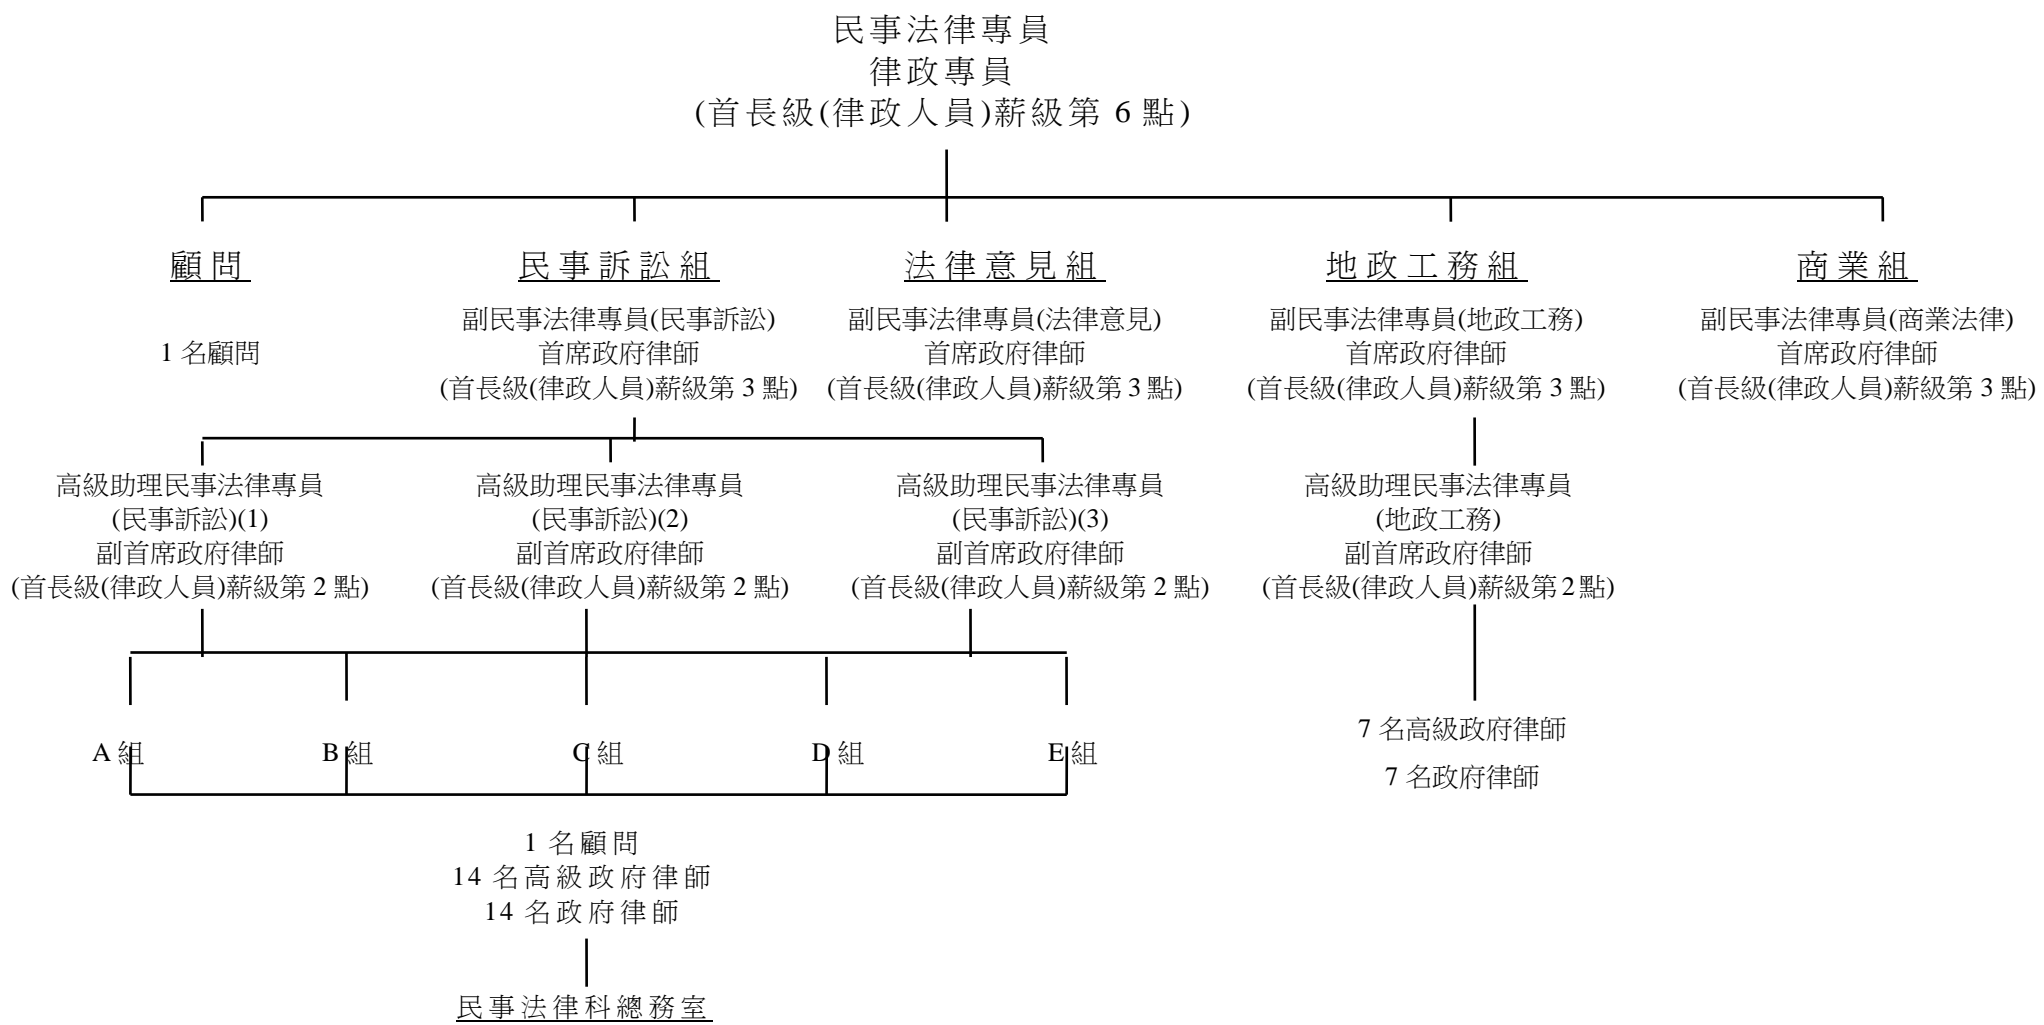 民事法律專員
律政專員
(首長級(律政人員)薪級第 6 點)
顧問
1 名顧問
民事訴訟組
副民事法律專員(民事訴訟)
首席政府律師
(首長級(律政人員)薪級第 3 點)
法律意見組
副民事法律專員(法律意見)
首席政府律師
(首長級(律政人員)薪級第 3 點)
地政工務組
副民事法律專員(地政工務)
首席政府律師
(首長級(律政人員)薪級第 3 點)
商業組
副民事法律專員(商業法律)
首席政府律師
(首長級(律政人員)薪級第 3 點)
高級助理民事法律專員
(民事訴訟)(1)
副首席政府律師
(首長級(律政人員)薪級第 2 點)
高級助理民事法律專員
(民事訴訟)(2)
副首席政府律師
(首長級(律政人員)薪級第 2 點)
高級助理民事法律專員
(民事訴訟)(3)
副首席政府律師
(首長級(律政人員)薪級第 2 點)
高級助理民事法律專員
(地政工務)
副首席政府律師
(首長級(律政人員)薪級第 2 點)
A 組
B 組
C 組
D 組
E 組
7 名高級政府律師
7 名政府律師
1 名顧問
14 名高級政府律師
14 名政府律師
民事法律科總務室